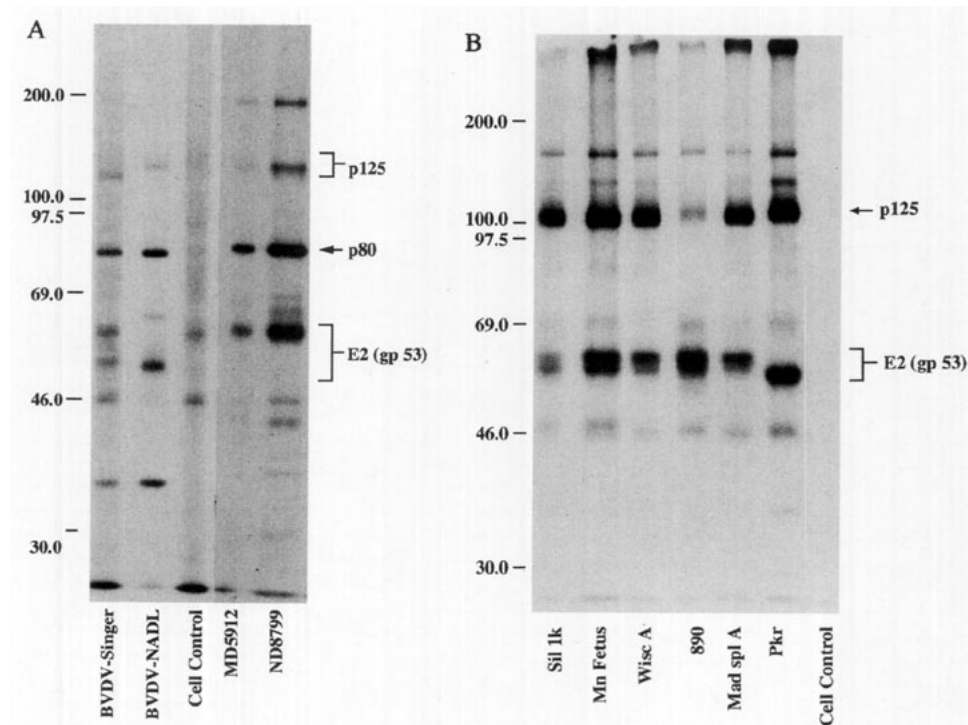 A
200.0
100.0
97.5
69.0
46.0
30.0
p125
p80
E2 (gp 53)
BVDV-Singer
BVDV-NADL
Cell Control
MD5912
ND8799
B
200.0
100.0
97.5
69.0
46.0
30.0
p125
E2 (gp 53)
Sil 1k
Mn Fetus
Wisc A
890
Mad spl A
Pkr
Cell Control